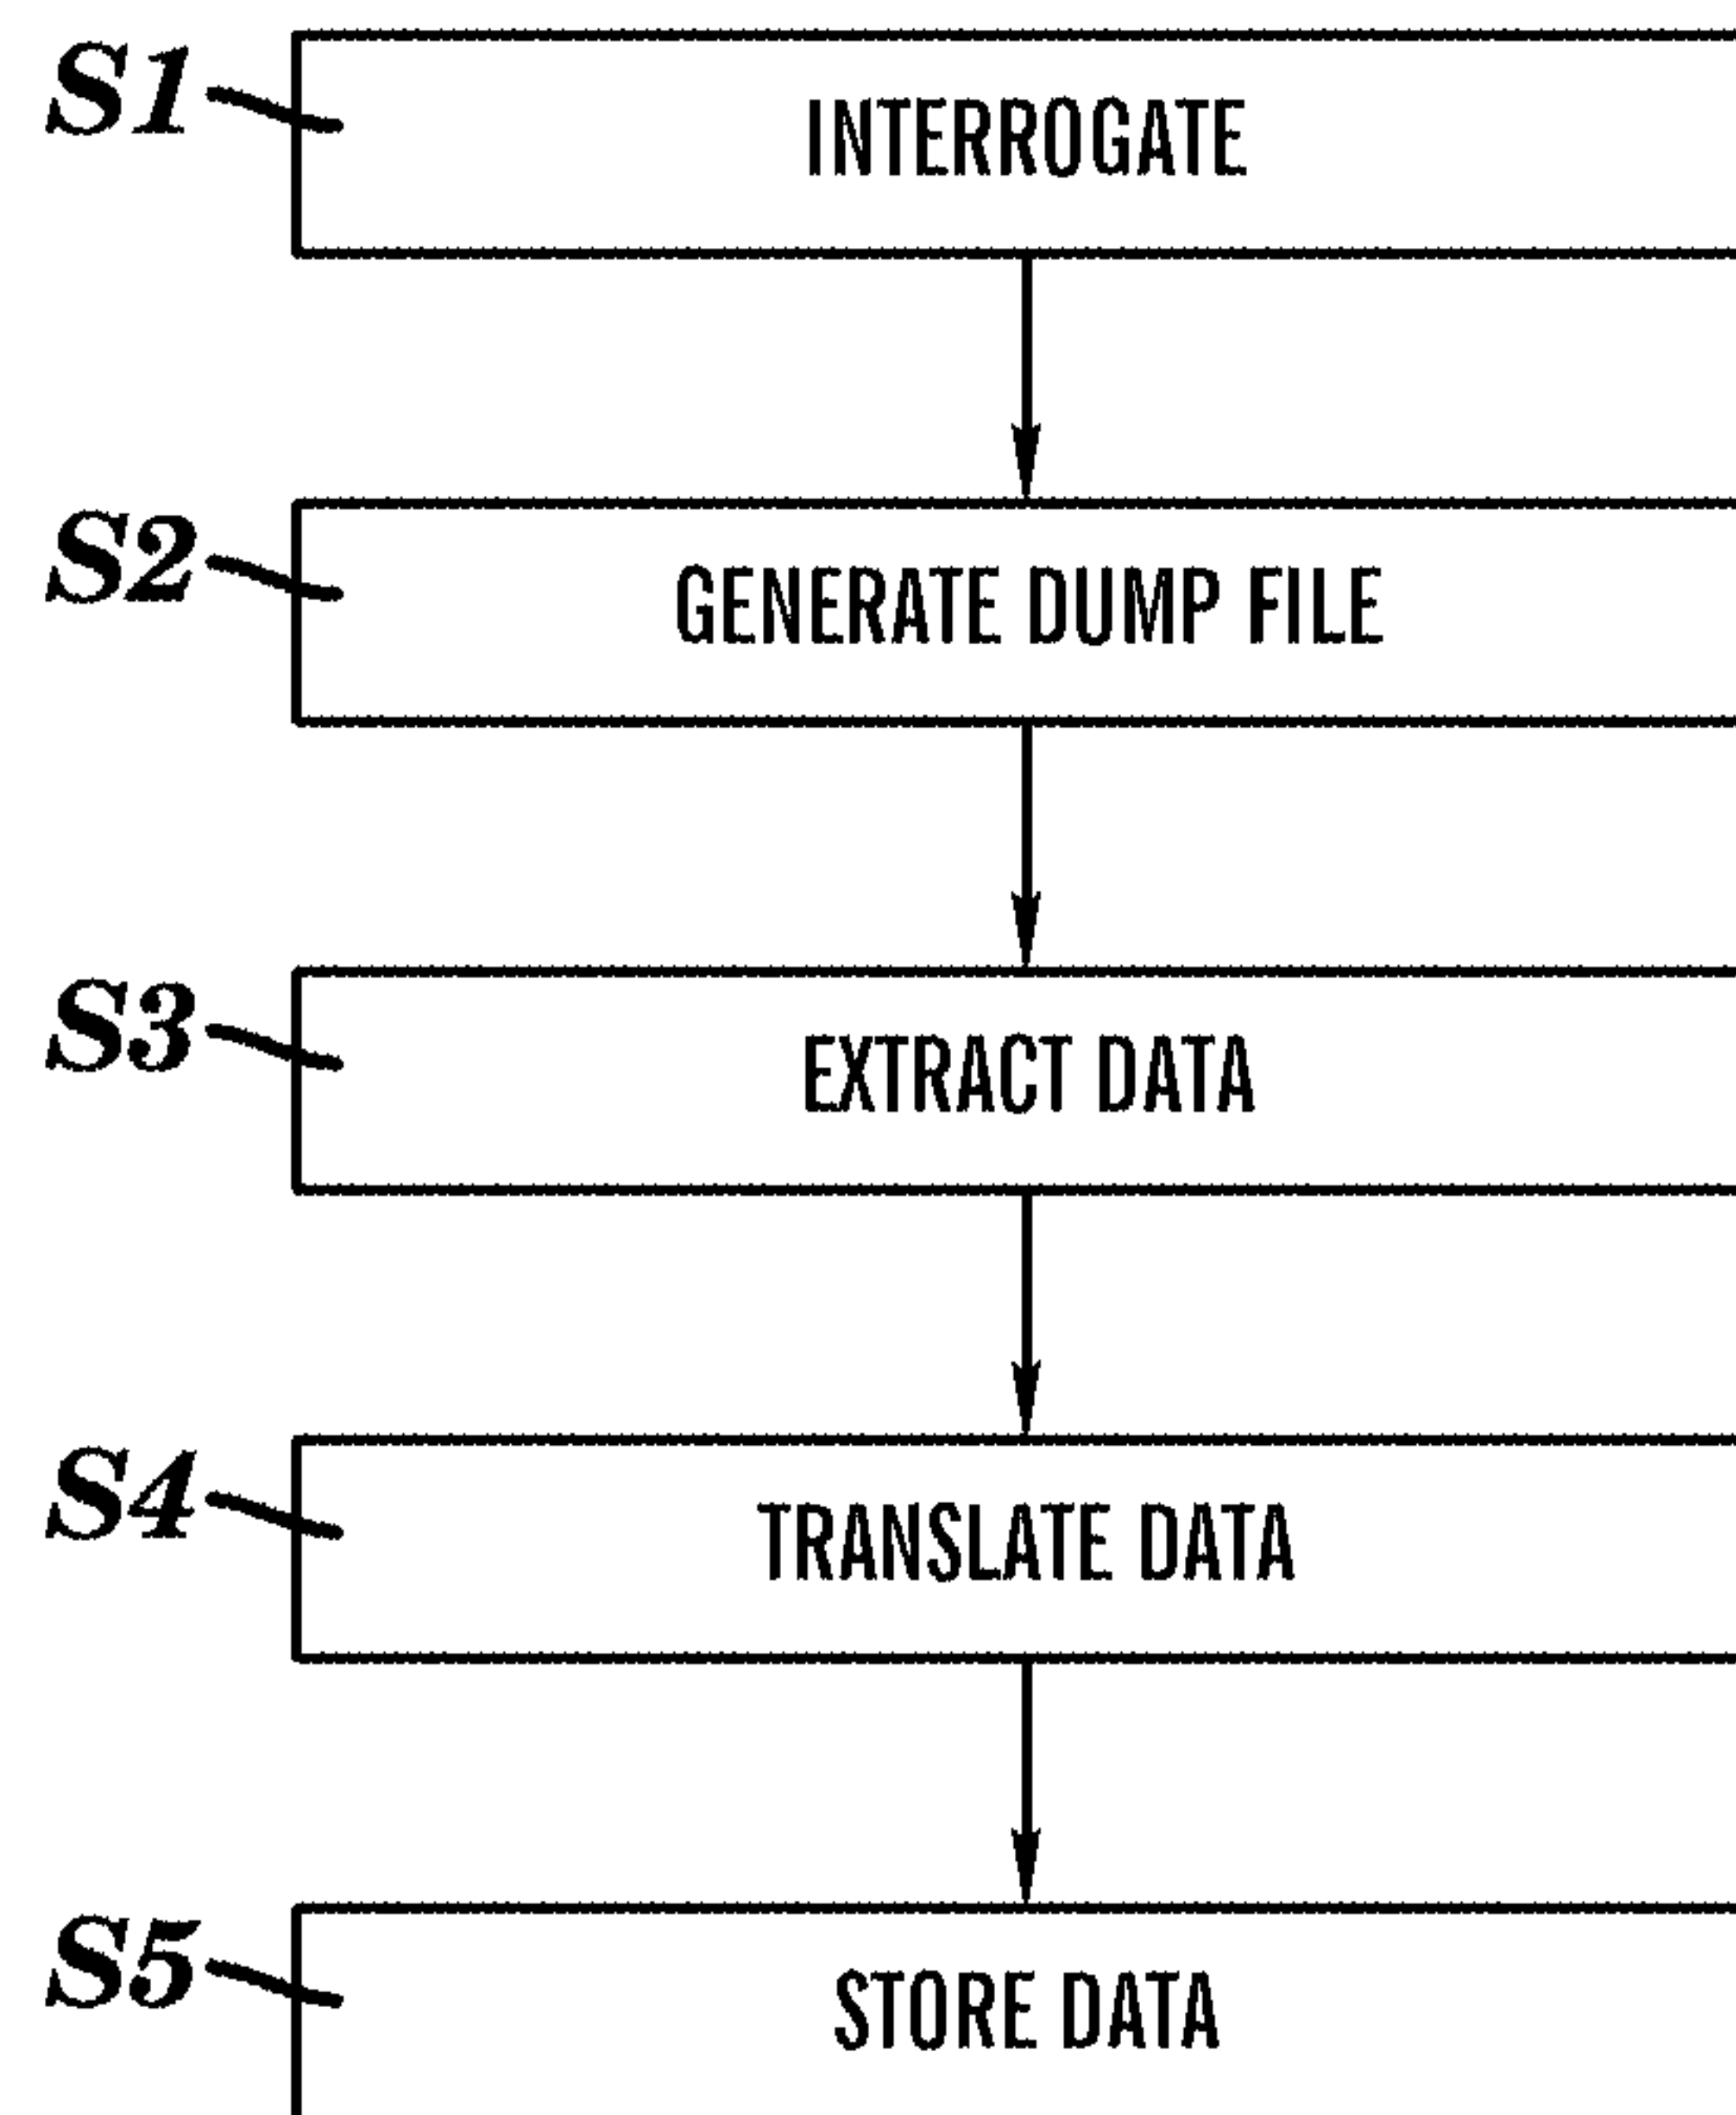 S1
INTERROGATE
S2
GENERATE DUMP FILE
S3
EXTRACT DATA
S4
TRANSLATE DATA
S5
STORE DATA